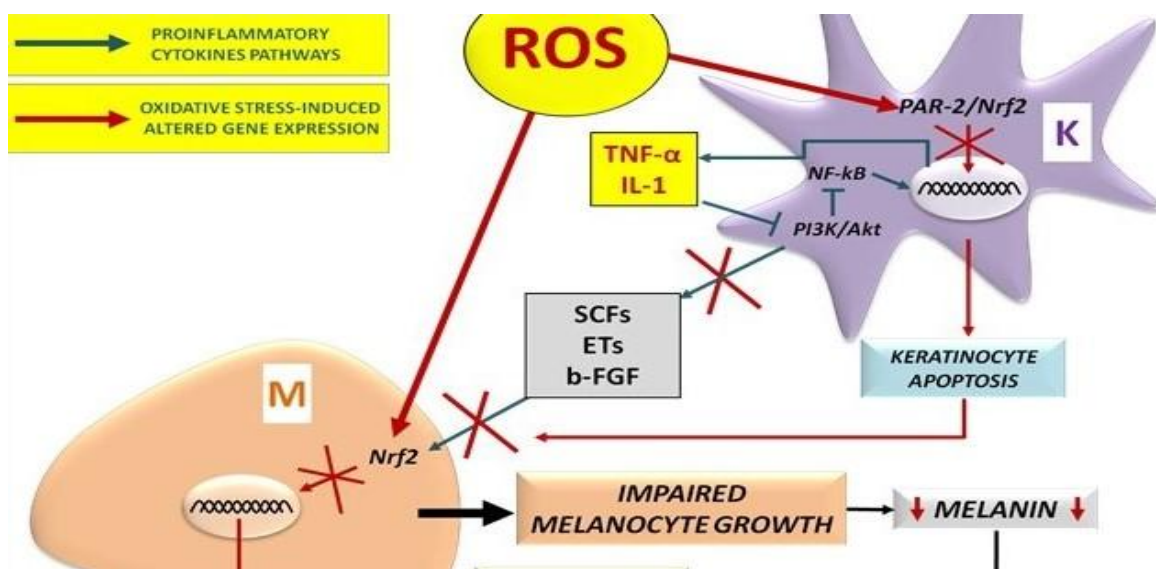 PROINFLAMMATORY
CYTOKINES PATHWAYS
OXIDATIVE STRESS-INDUCED
ALTERED GENE EXPRESSION
ROS
PAR-2/Nrf2
K
TNF-α
IL-1
NF-kB
PI3K/Akt
SCFs
ETs
b-FGF
KERATINOCYTE
APOPTOSIS
M
Nrf2
IMPAIRED
MELANOCYTE GROWTH
MELANIN